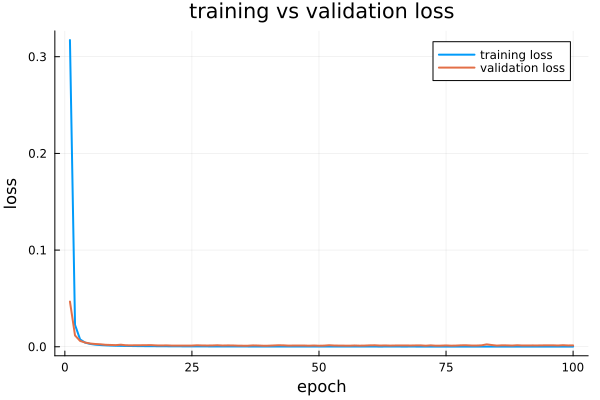 training vs validation loss
training loss
validation loss
0.3
0.2
0.1
0.0
loss
0
25
50
75
100
epoch